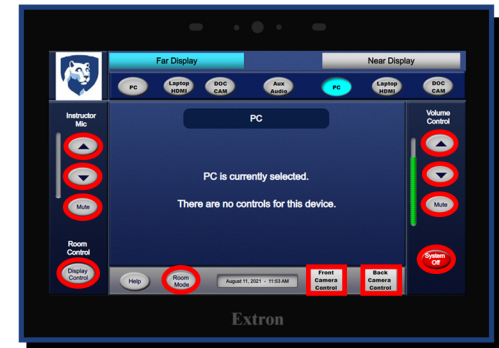 Far Display
Near Display
PC
Laptop HDMI
DOC CAM
Aux Audio
PC
Laptop HDMI
DOC CAM
Instructor Mic
PC
Volume Control
PC is currently selected.
There are no controls for this device.
Mute
Mute
Room Control
System Off
Display Control
Help
Room Mode
August 11, 2021 - 11:53 AM
Front Camera Control
Back Camera Control
Extron